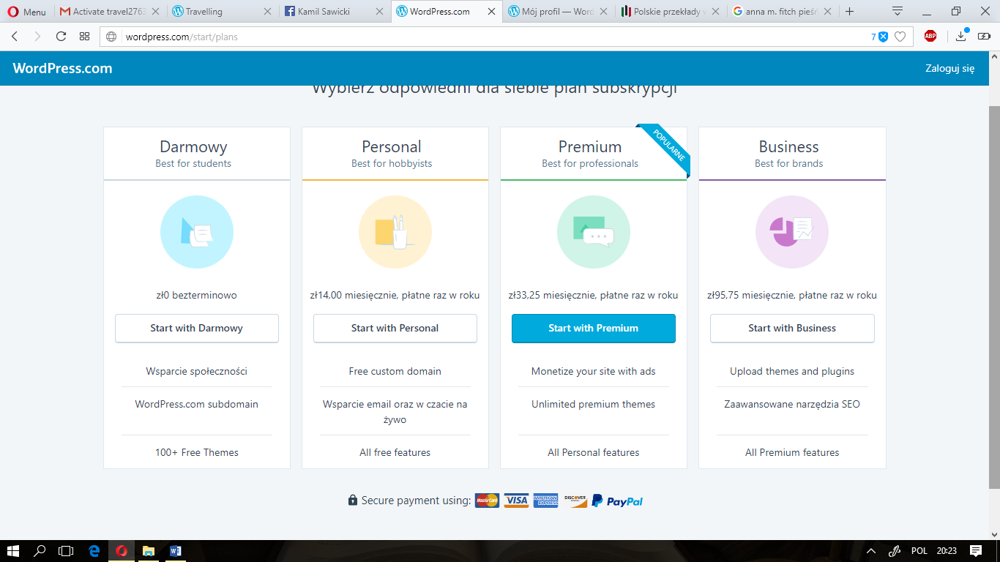 Menu
Activate travel2763
Travelling
Kamil Sawicki
WordPress.com
Mój profil — Word
Polskie przekłady w
anna m. fitch pieśń
wordpress.com/start/plans
7
ABP
WordPress.com
Zaloguj się
Wybierz odpowiedni dla siebie plan subskrypcji
Darmowy
Best for students
zł0 bezterminowo
Start with Darmowy
Wsparcie społeczności
WordPress.com subdomain
100+ Free Themes
Personal
Best for hobbyists
zł14,00 miesięcznie, płatne raz w roku
Start with Personal
Free custom domain
Wsparcie email oraz w czacie na
żywo
All free features
Premium
Best for professionals
POPULARNE
zł33,25 miesięcznie, płatne raz w roku
Start with Premium
Monetize your site with ads
Unlimited premium themes
All Personal features
Business
Best for brands
zł95,75 miesięcznie, płatne raz w roku
Start with Business
Upload themes and plugins
Zaawansowane narzędzia SEO
All Premium features
Secure payment using: MasterCard VISA AMERICAN EXPRESS DISCOVER PayPal
POL 20:23